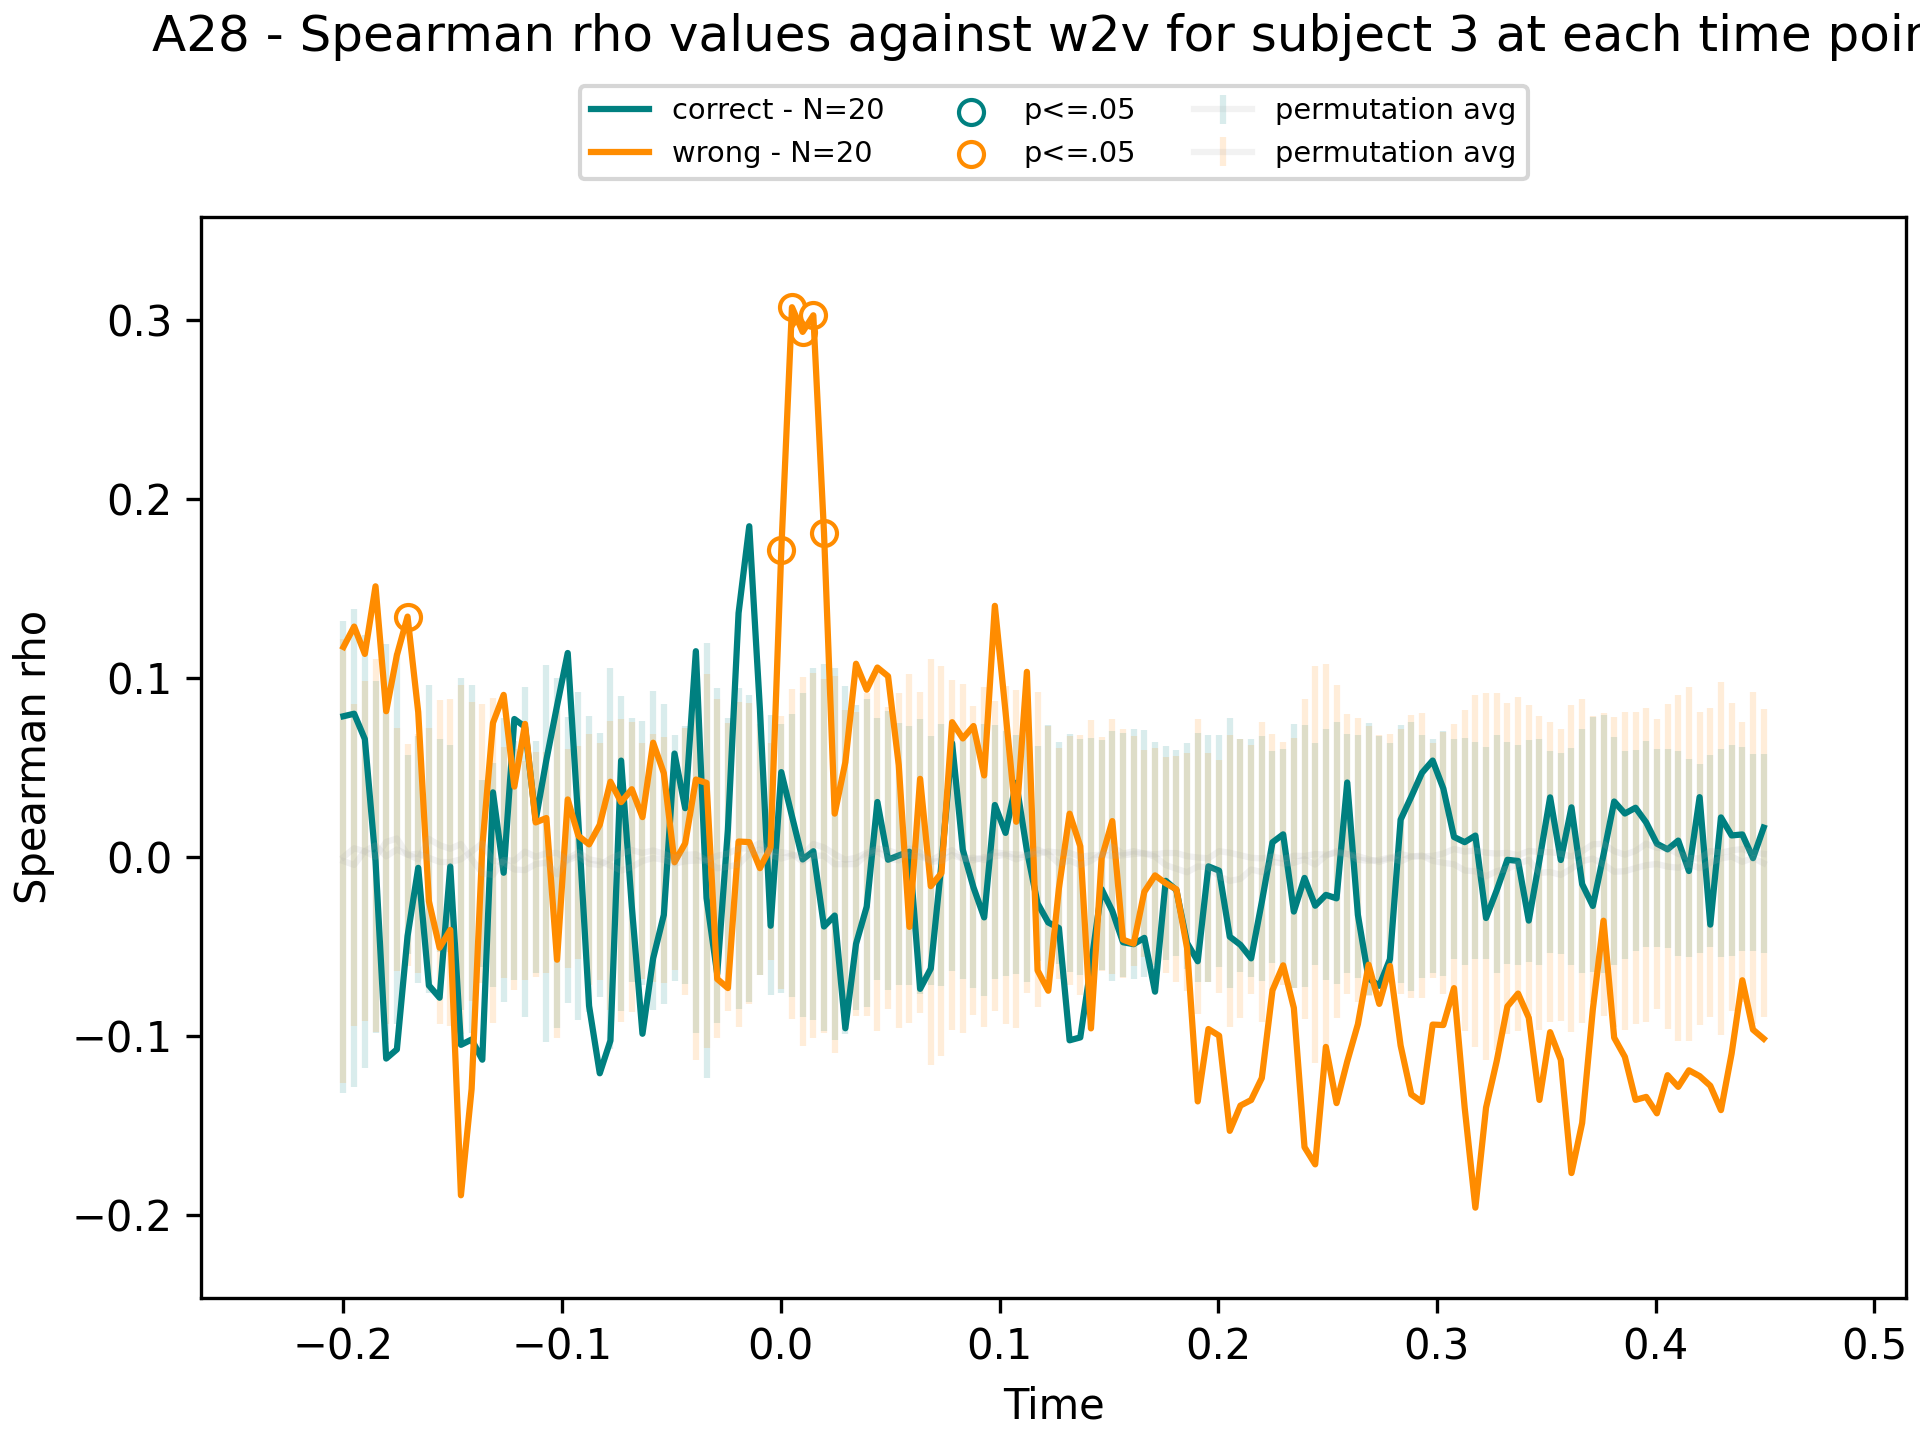 A28 - Spearman rho values against w2v for subject 3 at each time poin
correct - N=20
wrong - N=20
p<=.05
p<=.05
permutation avg
permutation avg
Spearman rho
0.3
0.2
0.1
0.0
−0.1
−0.2
−0.2 −0.1 0.0 0.1 0.2 0.3 0.4 0.5
Time